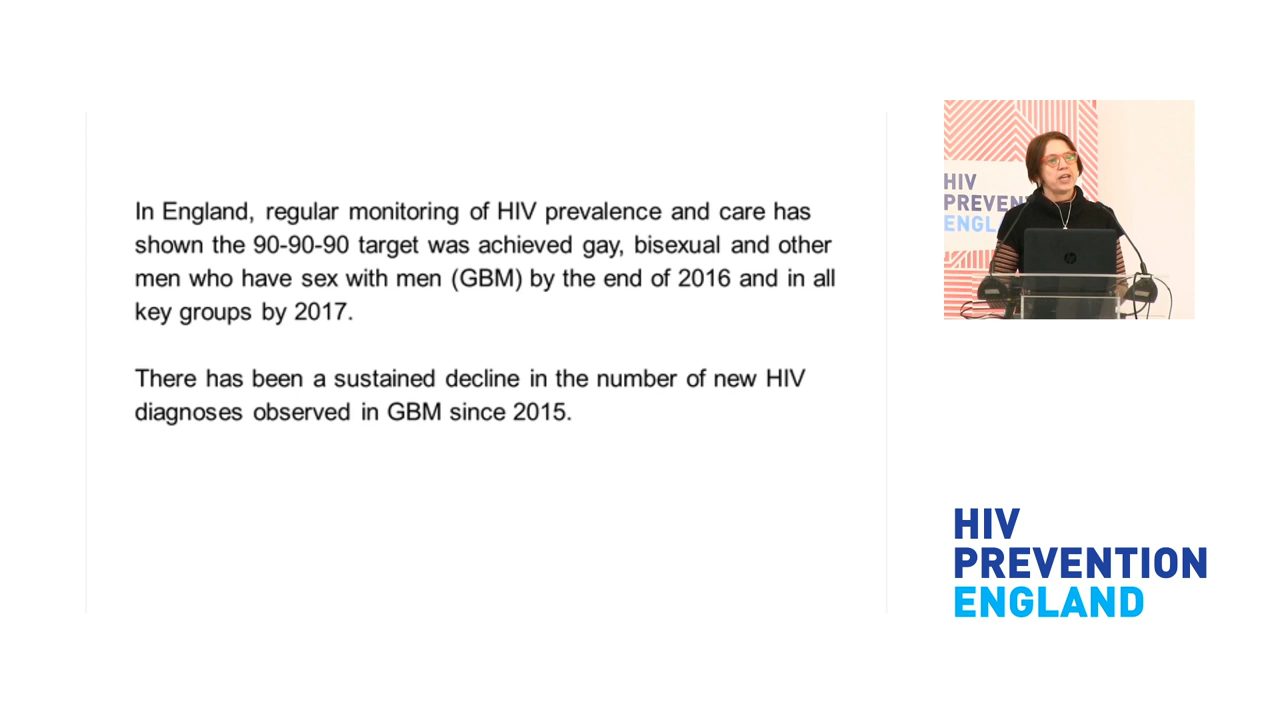 In England, regular monitoring of HIV prevalence and care has
shown the 90-90-90 target was achieved gay, bisexual and other
men who have sex with men (GBM) by the end of 2016 and in all
key groups by 2017.
There has been a sustained decline in the number of new HIV
diagnoses observed in GBM since 2015.
HIV
PREVEN
ENGL
hp
HIV
PREVENTION
ENGLAND